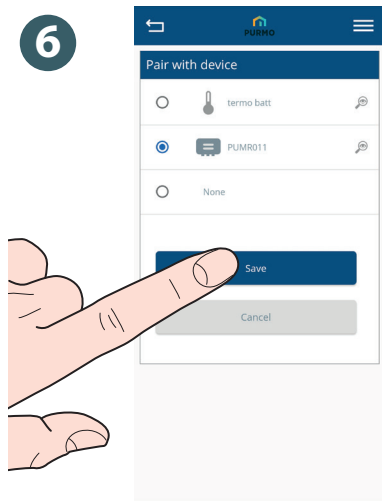 6
PURMO
Pair with device
termo batt
PUMR011
None
Save
Cancel